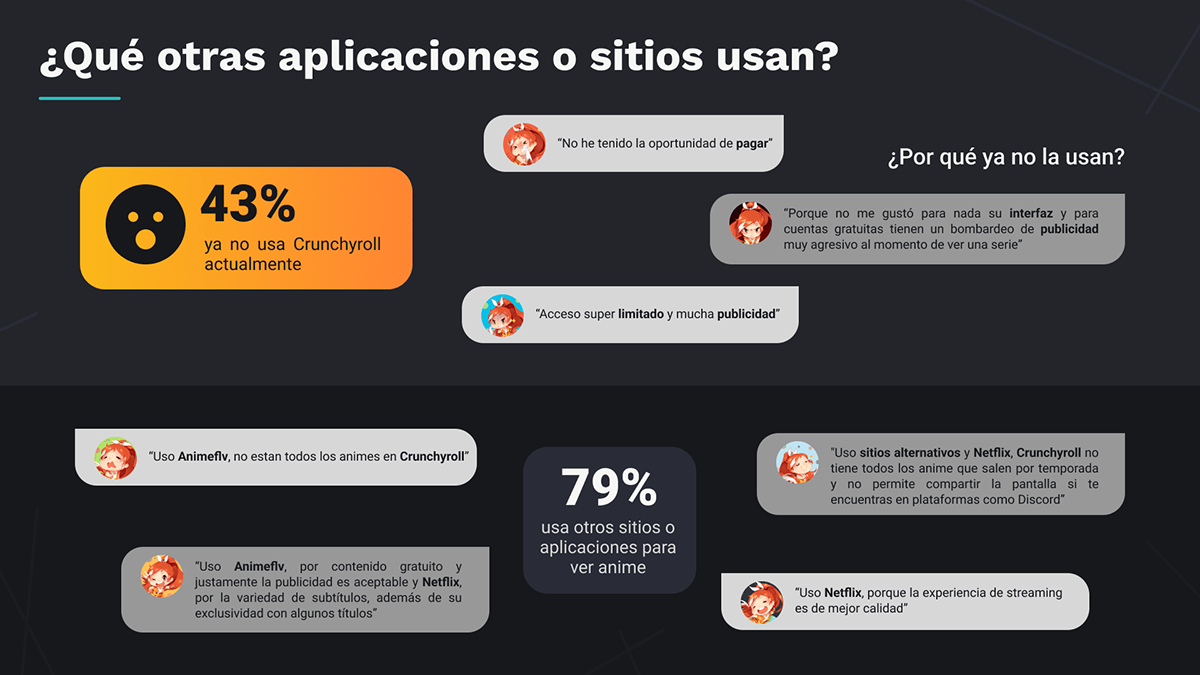 ¿Qué otras aplicaciones o sitios usan?
43%
ya no usa Crunchyroll
actualmente
“No he tenido la oportunidad de pagar”
¿Por qué ya no la usan?
“Porque no me gustó para nada su interfaz y para
cuentas gratuitas tienen un bombardeo de publicidad
muy agresivo al momento de ver una serie”
“Acceso super limitado y mucha publicidad”
“Uso Animeflv, no estan todos los animes en Crunchyroll”
“Uso Animeflv, por contenido gratuito y
justamente la publicidad es aceptable y Netflix,
por la variedad de subtítulos, además de su
exclusividad con algunos títulos”
79%
usa otros sitios o
aplicaciones para
ver anime
"Uso sitios alternativos y Netflix, Crunchyroll no
tiene todos los anime que salen por temporada
y no permite compartir la pantalla si te
encuentras en plataformas como Discord”
“Uso Netflix, porque la experiencia de streaming
es de mejor calidad”